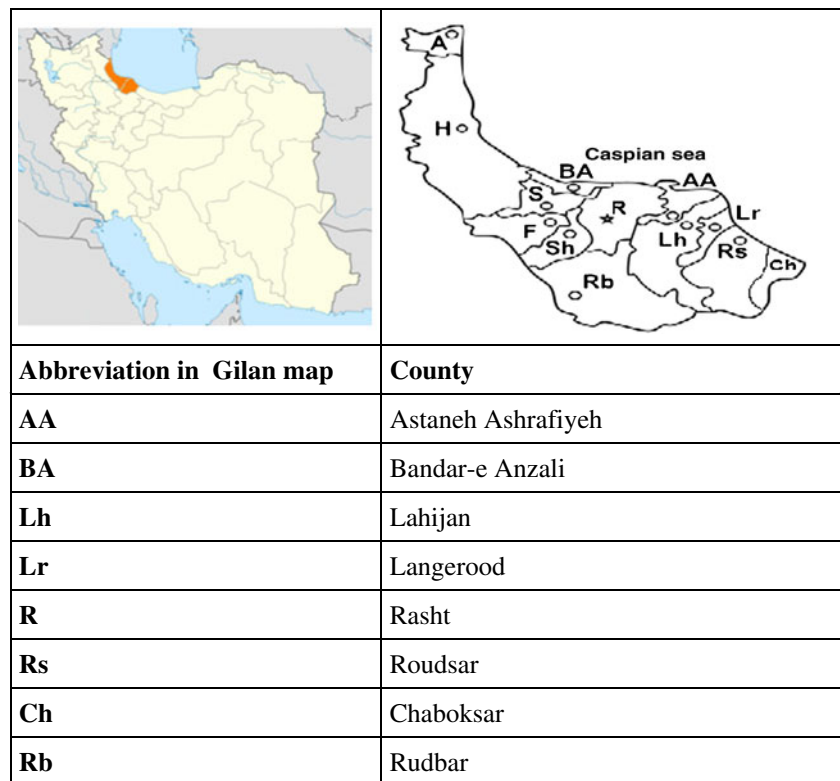 A
H
Caspian sea
BA
AA
S
R
Lr
F
Lh
Rs
Sh
Ch
Rb
Abbreviation in Gilan map County
AA Astaneh Ashrafiyeh
BA Bandar-e Anzali
Lh Lahijan
Lr Langerood
R Rasht
Rs Roudsar
Ch Chaboksar
Rb Rudbar